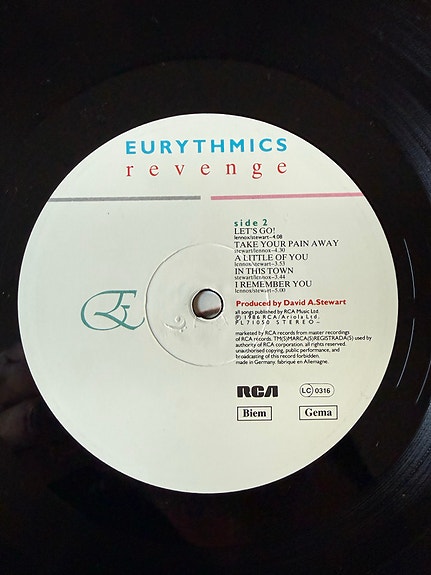 EURYTHMICS
revenge
side 2
LET'S GO!
lennox/stewart–4.08
TAKE YOUR PAIN AWAY
stewart/lennox–4.30
A LITTLE OF YOU
lennox/stewart–3.53
IN THIS TOWN
stewart/lennox–3.44
I REMEMBER YOU
lennox/stewart–5.00
Produced by David A.Stewart
all songs published by RCA Music Ltd.
Ⓟ 1986 RCA/Ariola Ltd.
PL71050 STEREO –
marketed by RCA records from master recordings
of RCA records. TM(S)MARCA(S)REGISTRADA(S) used by
authority of RCA corporation. all rights reserved.
unauthorised copying, public performance, and
broadcasting of this record forbidden.
made in Germany. fabriqué en Allemagne.
E
RCA
LC 0316
Biem
Gema